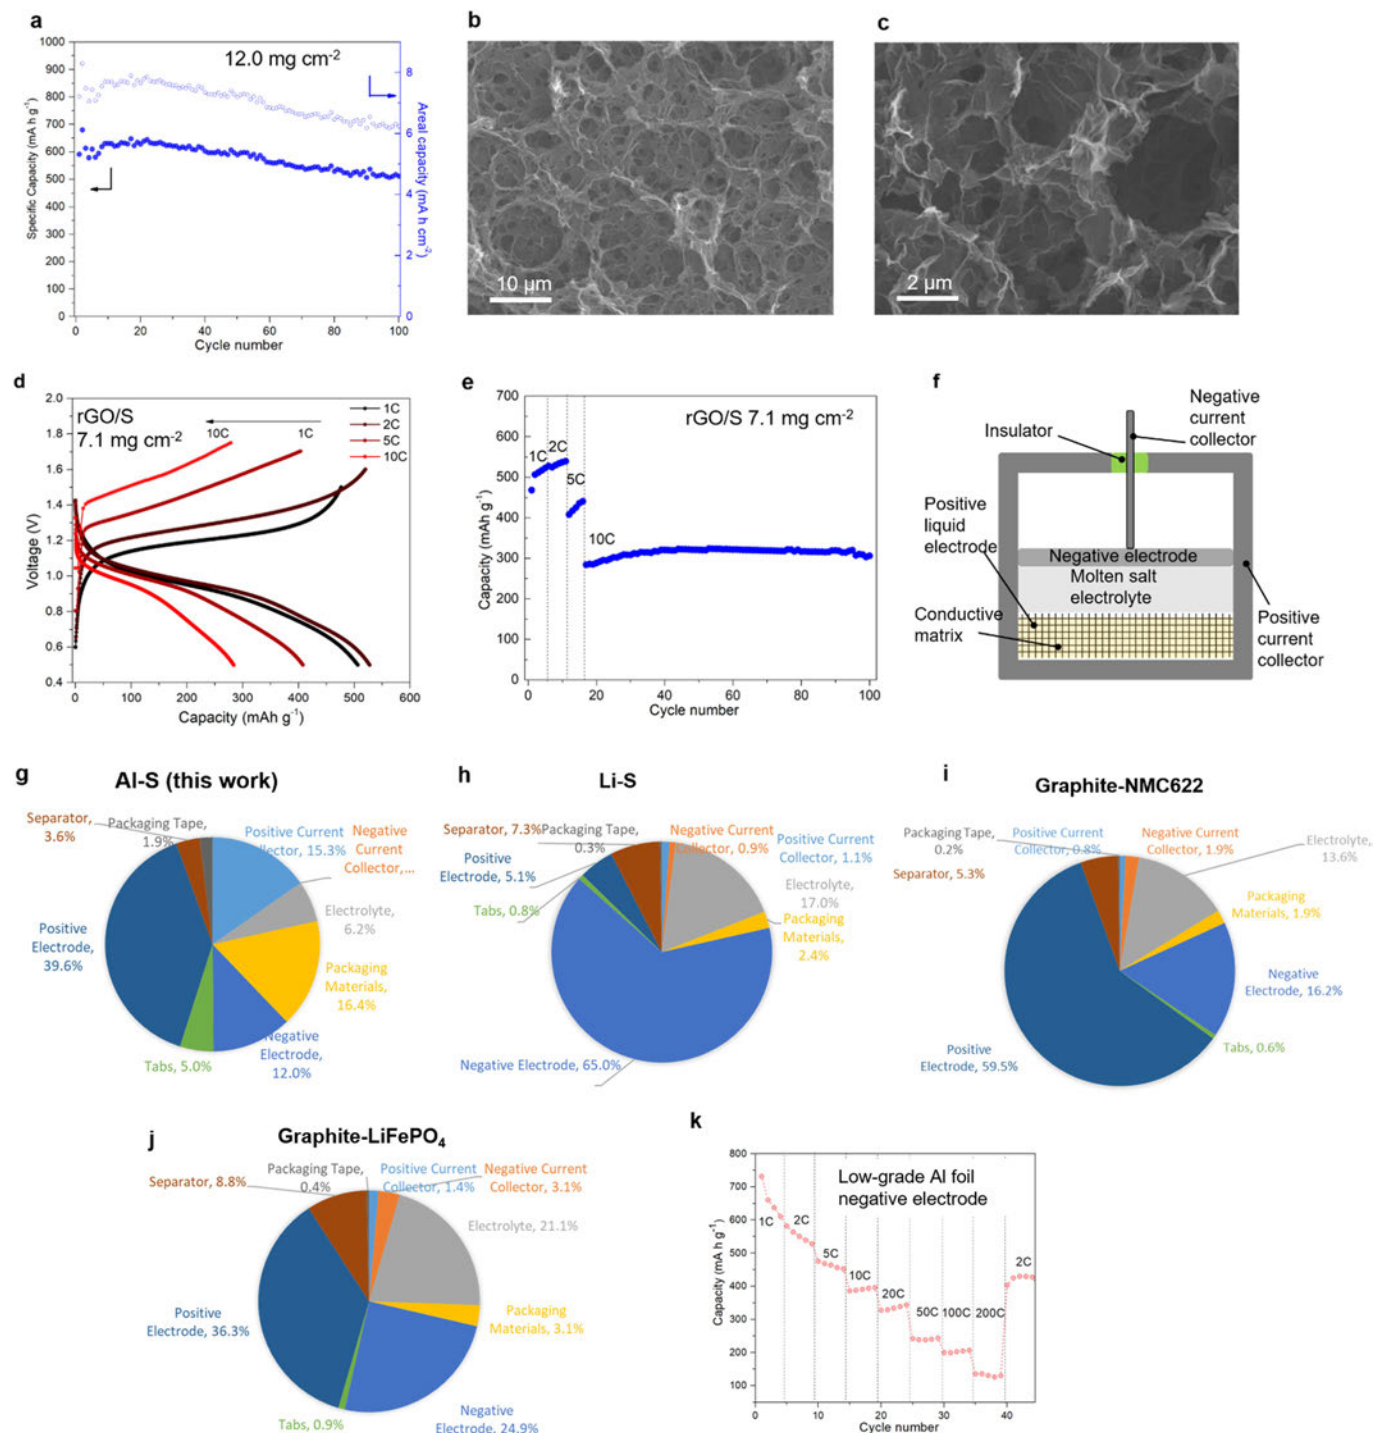 a
12.0 mg cm-2
Specific Capacity (mA h g-1)
1000
900
800
700
600
500
400
300
200
100
0
8
6
4
2
0
Areal capacity (mA h cm-2)
0 20 40 60 80 100
Cycle number
b
10 µm
c
2 µm
d
rGO/S
7.1 mg cm-2
10C
1C
1C
2C
5C
10C
Voltage (V)
2.0
1.8
1.6
1.4
1.2
1.0
0.8
0.6
0.4
0 100 200 300 400 500 600
Capacity (mAh g-1)
e
rGO/S 7.1 mg cm-2
Capacity (mAh g-1)
700
600
500
400
300
200
100
0
1C
2C
5C
10C
0 20 40 60 80 100
Cycle number
f
Negative
current
collector
Insulator
Positive
liquid
electrode
Negative electrode
Molten salt
electrolyte
Conductive
matrix
Positive
current
collector
g
Al-S (this work)
Separator,
3.6%
Packaging Tape,
1.9%
Positive Current
Collector, 15.3%
Negative
Current
Collector,...
Electrolyte,
6.2%
Positive
Electrode,
39.6%
Packaging
Materials,
16.4%
Negative
Electrode,
12.0%
Tabs, 5.0%
h
Li-S
Separator, 7.3%
Packaging Tape,
0.3%
Negative Current
Collector, 0.9%
Positive Current
Collector, 1.1%
Positive
Electrode, 5.1%
Electrolyte,
17.0%
Tabs, 0.8%
Packaging
Materials,
2.4%
Negative Electrode, 65.0%
i
Graphite-NMC622
Packaging Tape,
0.2%
Positive Current
Collector, 0.8%
Negative Current
Collector, 1.9%
Electrolyte,
13.6%
Separator, 5.3%
Packaging
Materials, 1.9%
Negative
Electrode, 16.2%
Positive
Electrode, 59.5%
Tabs, 0.6%
j
Graphite-LiFePO4
Separator, 8.8%
Packaging Tape,
0.4%
Positive Current
Collector, 1.4%
Negative Current
Collector, 3.1%
Electrolyte, 21.1%
Positive
Electrode, 36.3%
Packaging
Materials, 3.1%
Tabs, 0.9%
Negative
Electrode, 24.9%
k
Low-grade Al foil
negative electrode
Capacity (mA h g-1)
800
700
600
500
400
300
200
100
1C
2C
5C
10C
20C
50C
100C
200C
2C
0 10 20 30 40
Cycle number